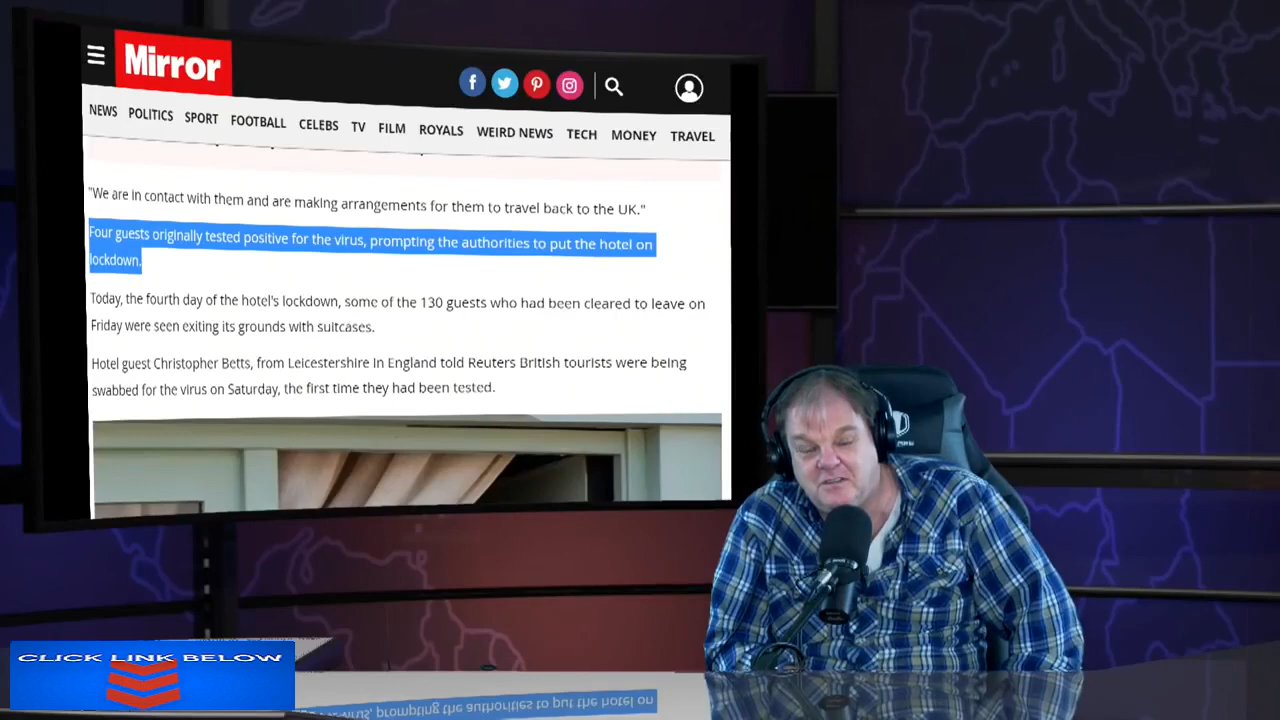 Mirror
NEWS POLITICS SPORT FOOTBALL CELEBS TV FILM ROYALS WEIRD NEWS TECH MONEY TRAVEL
"We are in contact with them and are making arrangements for them to travel back to the UK."
Four guests originally tested positive for the virus, prompting the authorities to put the hotel on
lockdown.
Today, the fourth day of the hotel's lockdown, some of the 130 guests who had been cleared to leave on
Friday were seen exiting its grounds with suitcases.
Hotel guest Christopher Betts, from Leicestershire in England told Reuters British tourists were being
swabbed for the virus on Saturday, the first time they had been tested.
CLICK LINK BELOW